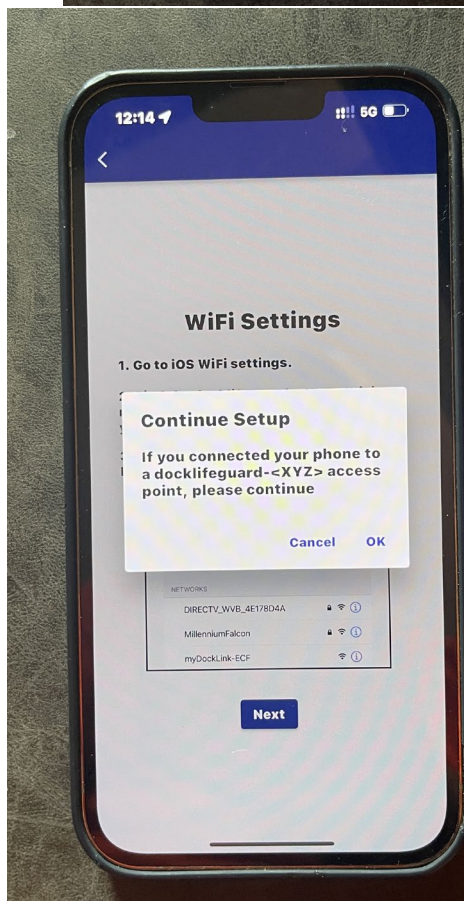 12:14
5G
WiFi Settings
1. Go to iOS WiFi settings.
Continue Setup
If you connected your phone to
a docklifeguard-<XYZ> access
point, please continue
Cancel OK
NETWORKS
DIRECTV_WVB_4E178D4A
MillenniumFalcon
myDockLink-ECF
Next